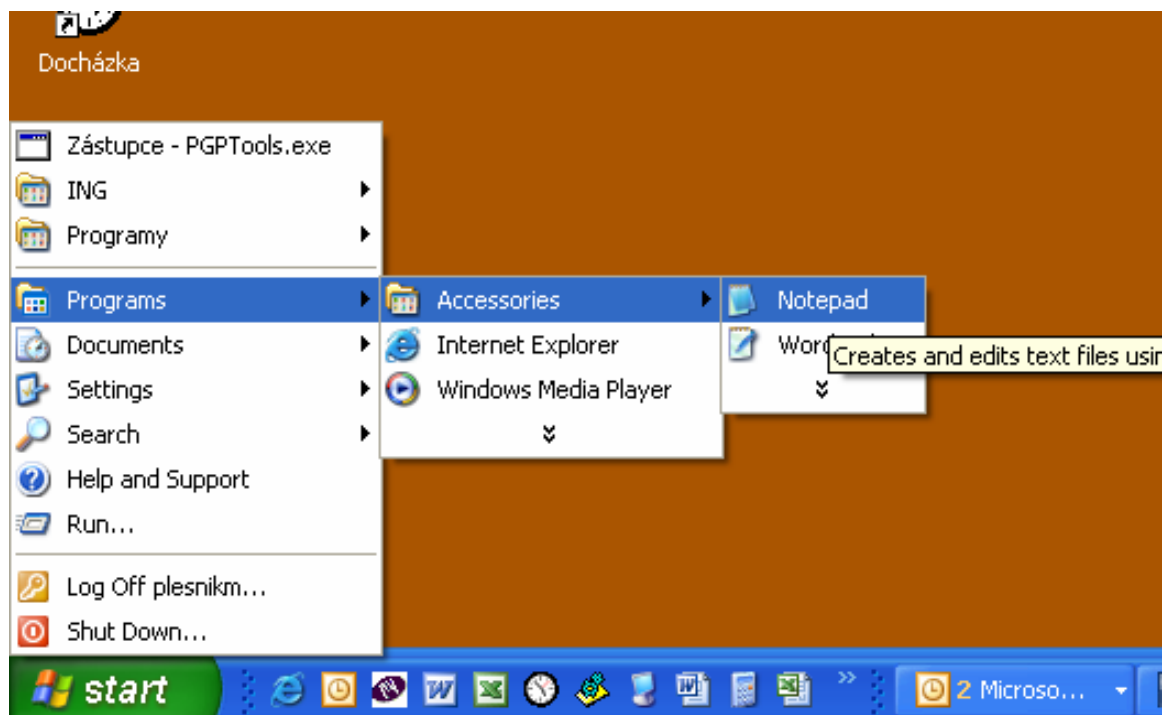 Docházka
Zástupce - PGPTools.exe
ING
Programy
Programs
Accessories
Notepad
Documents
Internet Explorer
Creates and edits text files
Settings
Windows Media Player
Search
Help and Support
Run...
Log Off plesnikm...
Shut Down...
start
2 Microso...